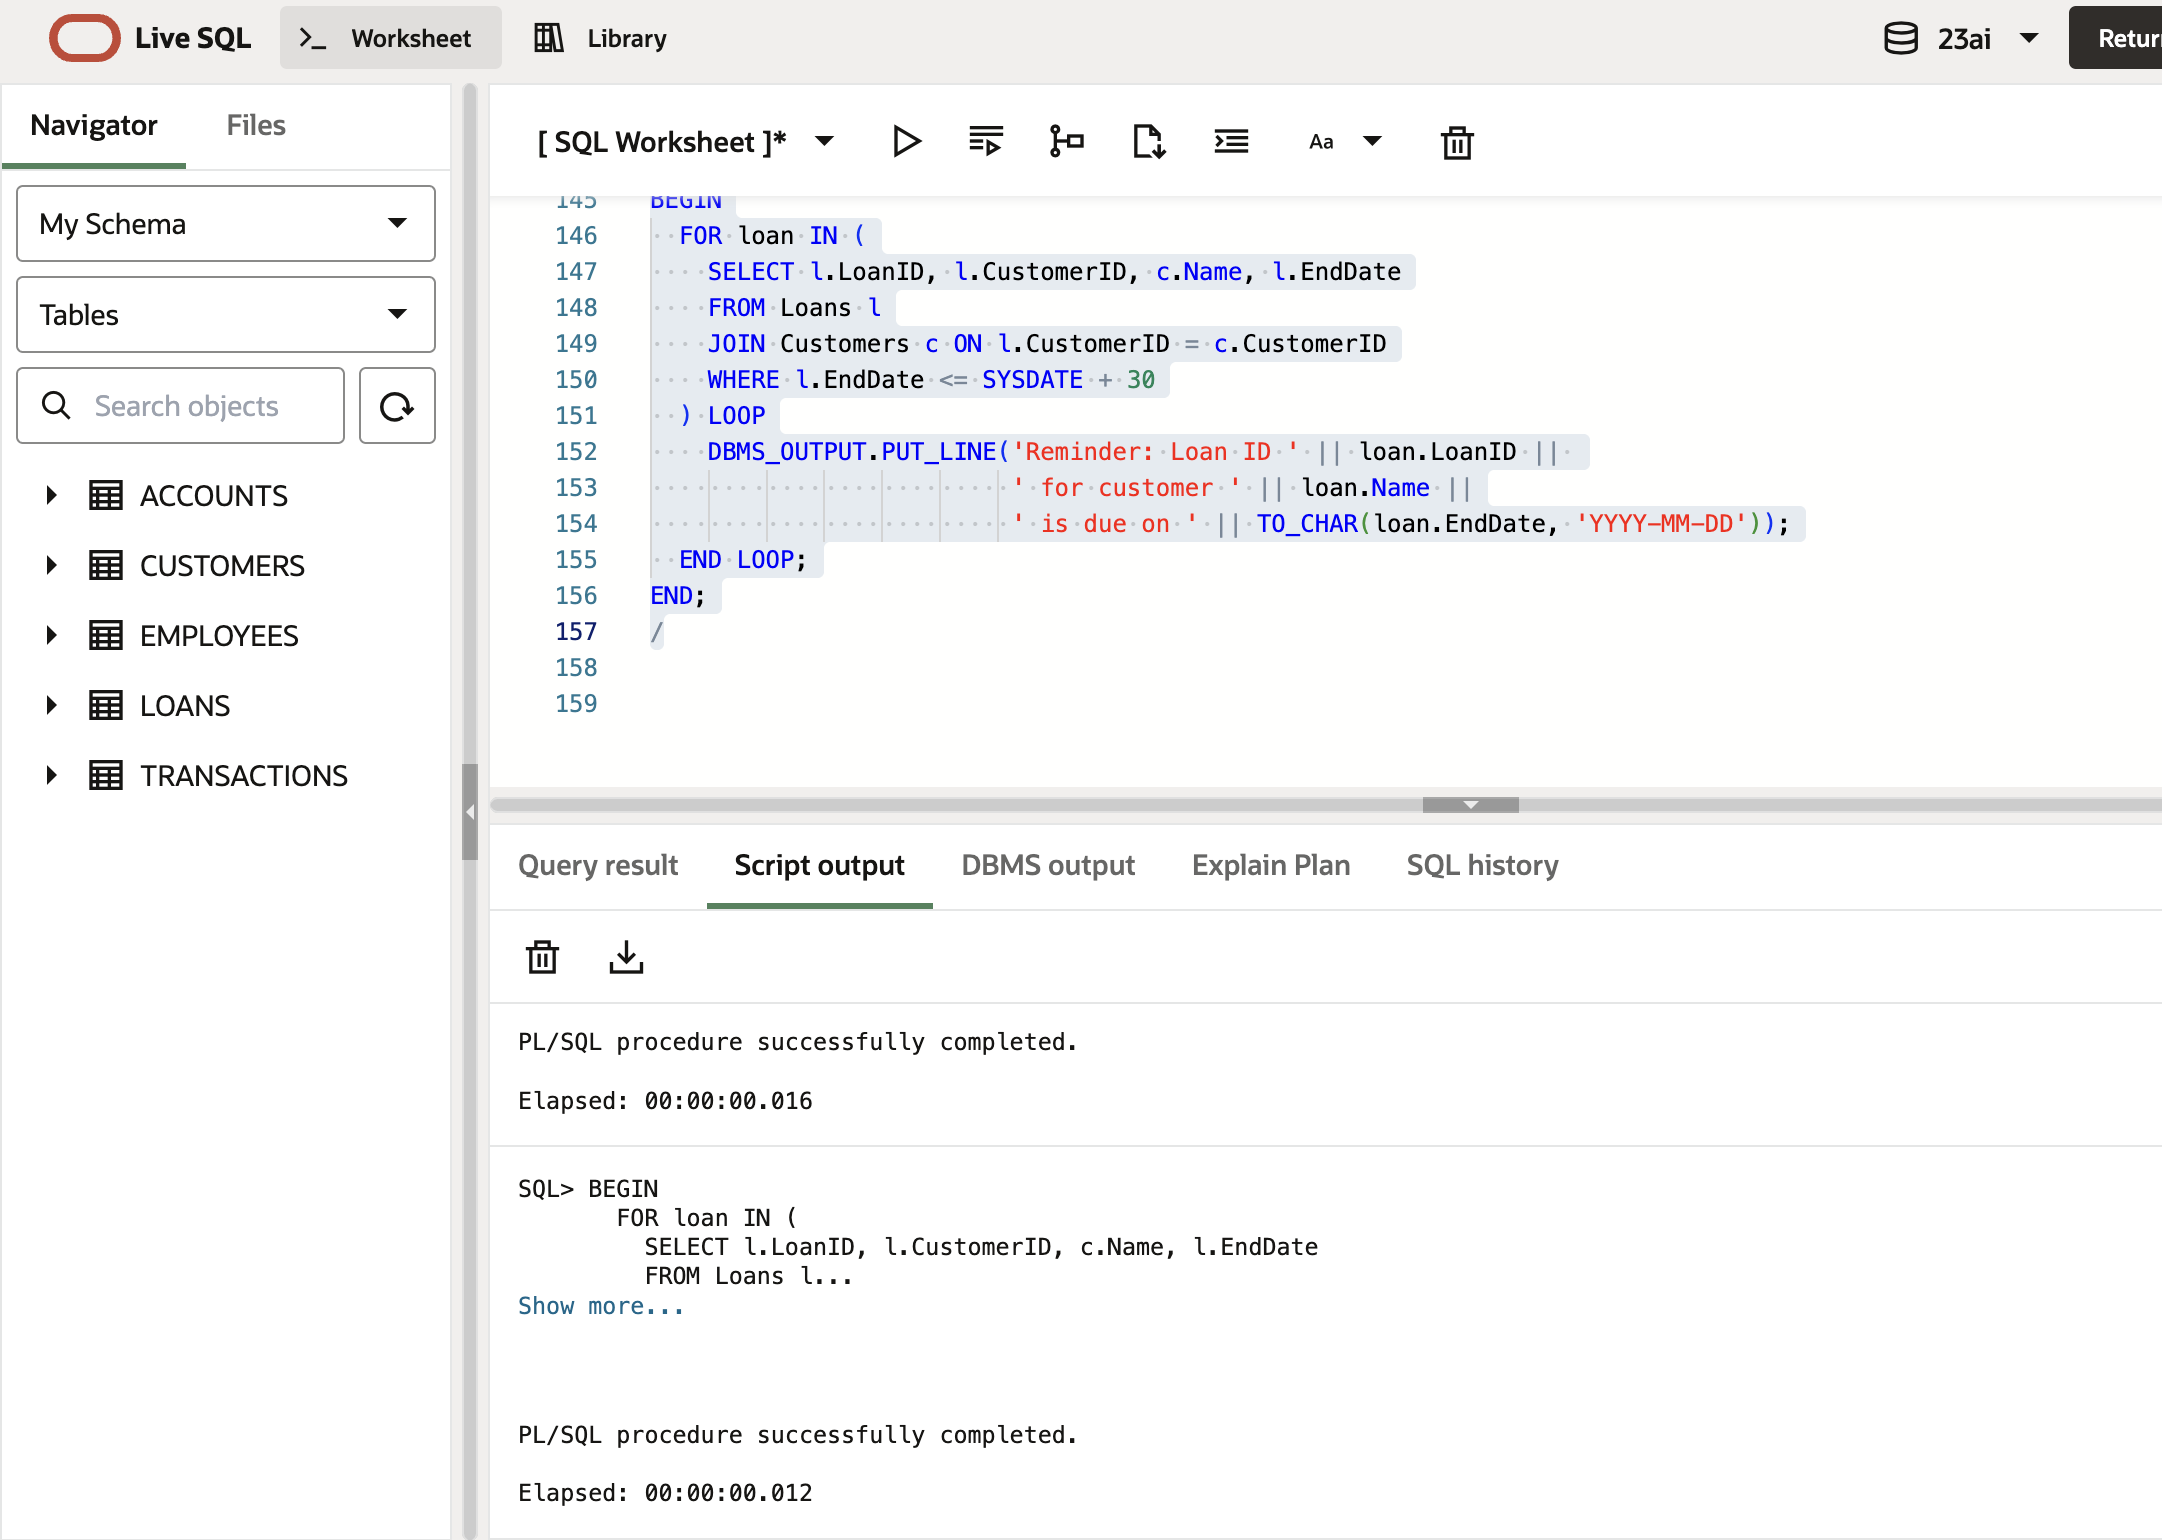 Live SQL
>_ Worksheet
Library
23ai
Navigator
Files
My Schema
Tables
Search objects
ACCOUNTS
CUSTOMERS
EMPLOYEES
LOANS
TRANSACTIONS
[ SQL Worksheet ]*
Aa
145 BEGIN
146   FOR loan IN (
147     SELECT l.LoanID, l.CustomerID, c.Name, l.EndDate
148     FROM Loans l
149     JOIN Customers c ON l.CustomerID = c.CustomerID
150     WHERE l.EndDate <= SYSDATE + 30
151   ) LOOP
152     DBMS_OUTPUT.PUT_LINE('Reminder: Loan ID ' || loan.LoanID ||
153                          ' for customer ' || loan.Name ||
154                          ' is due on ' || TO_CHAR(loan.EndDate, 'YYYY-MM-DD'));
155   END LOOP;
156 END;
157 /
158
159
Query result
Script output
DBMS output
Explain Plan
SQL history
PL/SQL procedure successfully completed.
Elapsed: 00:00:00.016
SQL> BEGIN
       FOR loan IN (
         SELECT l.LoanID, l.CustomerID, c.Name, l.EndDate
         FROM Loans l...
Show more...
PL/SQL procedure successfully completed.
Elapsed: 00:00:00.012